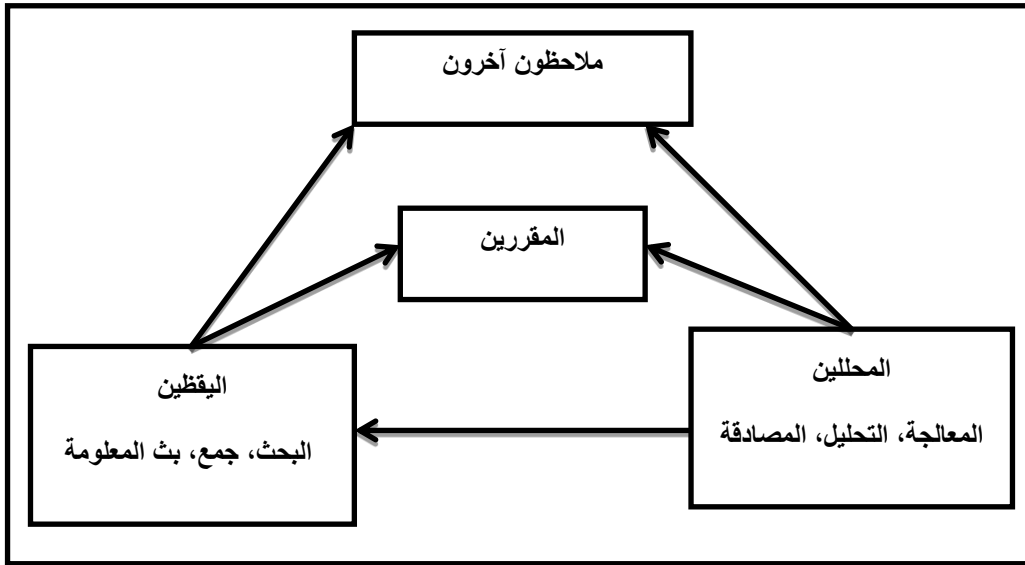 ملاحظون آخرون
المقررين
المحللين
المعالجة، التحليل، المصادقة
اليقظين
البحث، جمع، بث المعلومة